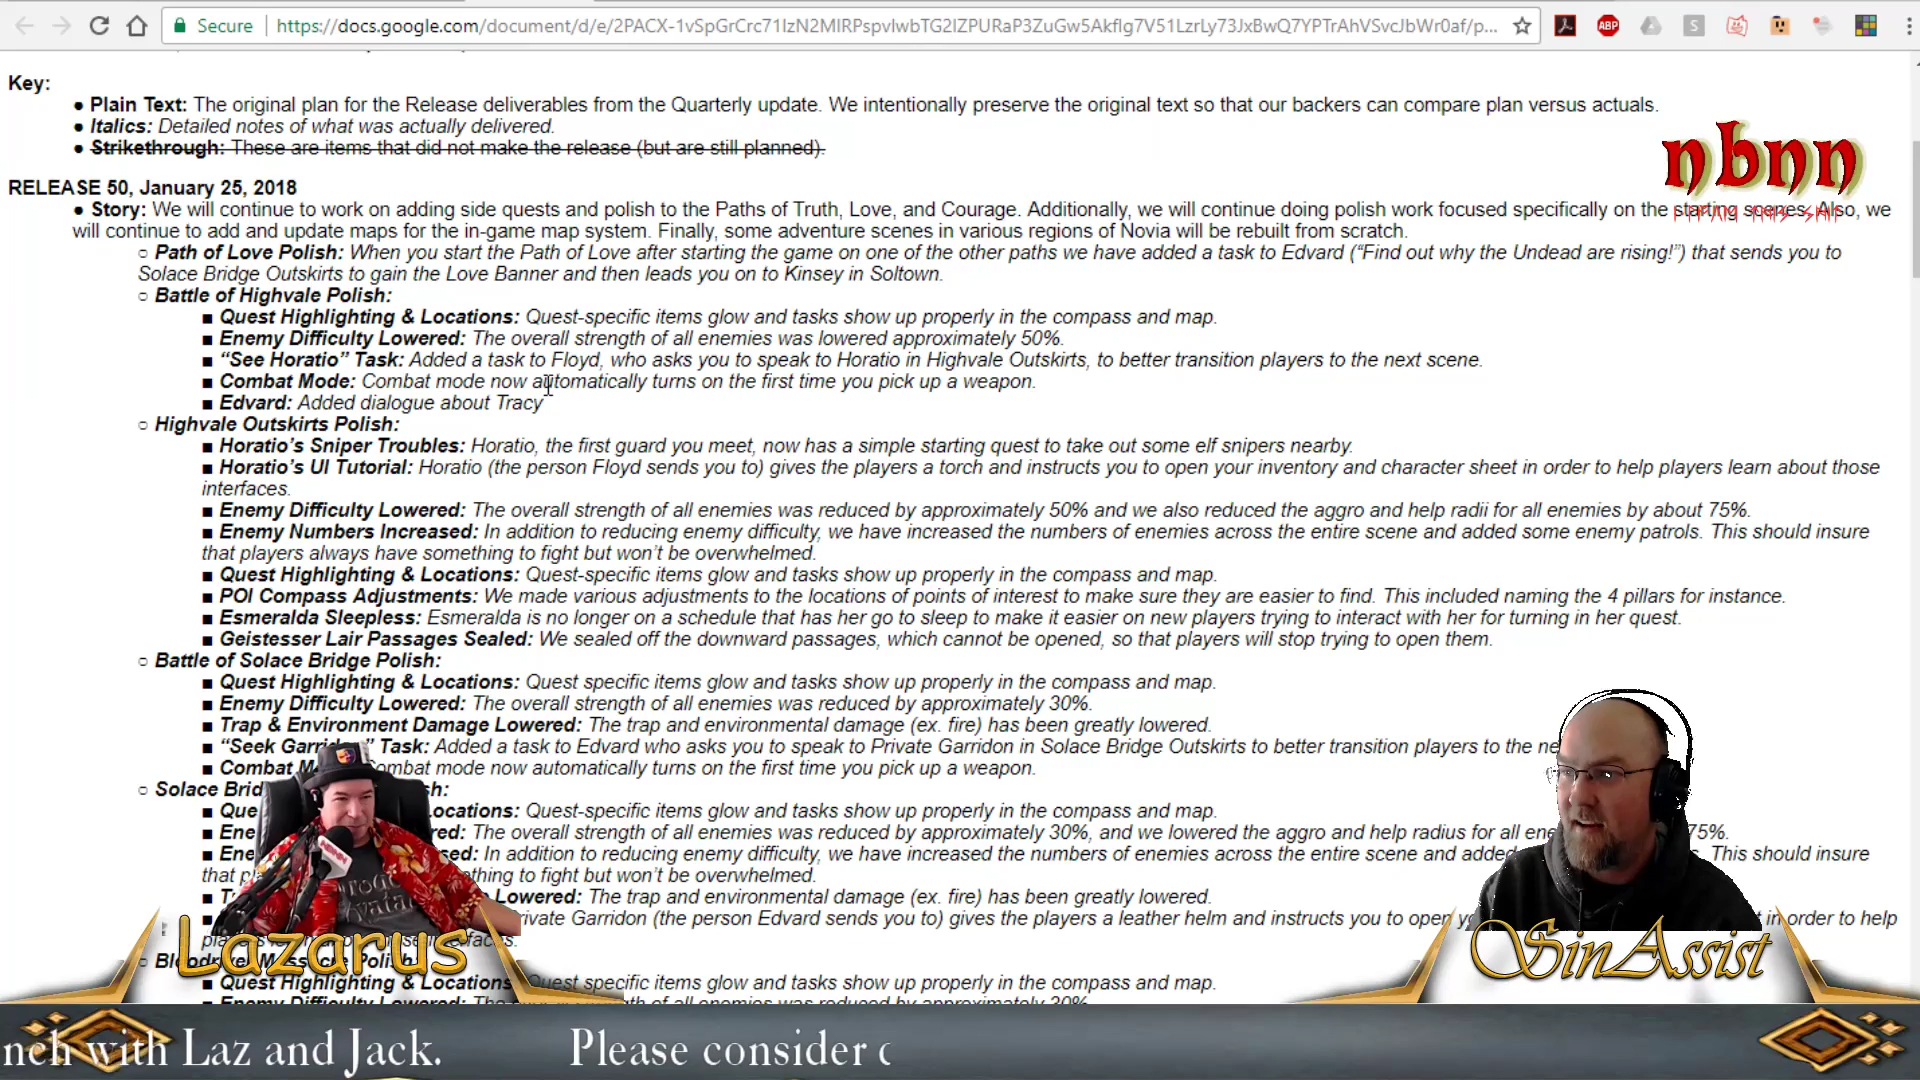 Secure https://docs.google.com/document/d/e/2PACX-1vSpGrCrc71IzN2MIRPspvlwbTG2IZPURaP3ZuGw5AkfIg7V51LzrLy73JxBwQ7YPTrAhVSvcJbWr0af/p...
ABP
S
Key:
● Plain Text: The original plan for the Release deliverables from the Quarterly update. We intentionally preserve the original text so that our backers can compare plan versus actuals.
● Italics: Detailed notes of what was actually delivered.
● Strikethrough: These are items that did not make the release (but are still planned).
nbnn
RELEASE 50, January 25, 2018
● Story: We will continue to work on adding side quests and polish to the Paths of Truth, Love, and Courage. Additionally, we will continue doing polish work focused specifically on the starting scenes. Also, we
will continue to add and update maps for the in-game map system. Finally, some adventure scenes in various regions of Novia will be rebuilt from scratch.
○ Path of Love Polish: When you start the Path of Love after starting the game on one of the other paths we have added a task to Edvard (“Find out why the Undead are rising!”) that sends you to
Solace Bridge Outskirts to gain the Love Banner and then leads you on to Kinsey in Soltown.
○ Battle of Highvale Polish:
■ Quest Highlighting & Locations: Quest-specific items glow and tasks show up properly in the compass and map.
■ Enemy Difficulty Lowered: The overall strength of all enemies was lowered approximately 50%.
■ “See Horatio” Task: Added a task to Floyd, who asks you to speak to Horatio in Highvale Outskirts, to better transition players to the next scene.
■ Combat Mode: Combat mode now automatically turns on the first time you pick up a weapon.
■ Edvard: Added dialogue about Tracy
○ Highvale Outskirts Polish:
■ Horatio’s Sniper Troubles: Horatio, the first guard you meet, now has a simple starting quest to take out some elf snipers nearby.
■ Horatio’s UI Tutorial: Horatio (the person Floyd sends you to) gives the players a torch and instructs you to open your inventory and character sheet in order to help players learn about those
interfaces.
■ Enemy Difficulty Lowered: The overall strength of all enemies was reduced by approximately 50% and we also reduced the aggro and help radii for all enemies by about 75%.
■ Enemy Numbers Increased: In addition to reducing enemy difficulty, we have increased the numbers of enemies across the entire scene and added some enemy patrols. This should insure
that players always have something to fight but won’t be overwhelmed.
■ Quest Highlighting & Locations: Quest-specific items glow and tasks show up properly in the compass and map.
■ POI Compass Adjustments: We made various adjustments to the locations of points of interest to make sure they are easier to find. This included naming the 4 pillars for instance.
■ Esmeralda Sleepless: Esmeralda is no longer on a schedule that has her go to sleep to make it easier on new players trying to interact with her for turning in her quest.
■ Geistesser Lair Passages Sealed: We sealed off the downward passages, which cannot be opened, so that players will stop trying to open them.
○ Battle of Solace Bridge Polish:
■ Quest Highlighting & Locations: Quest specific items glow and tasks show up properly in the compass and map.
■ Enemy Difficulty Lowered: The overall strength of all enemies was reduced by approximately 30%.
■ Trap & Environment Damage Lowered: The trap and environmental damage (ex. fire) has been greatly lowered.
■ “Seek Garridon” Task: Added a task to Edvard who asks you to speak to Private Garridon in Solace Bridge Outskirts to better transition players to the ne
■ Combat M ombat mode now automatically turns on the first time you pick up a weapon.
○ Solace Brid sh:
■ Que ocations: Quest-specific items glow and tasks show up properly in the compass and map.
■ Ene red: The overall strength of all enemies was reduced by approximately 30%, and we lowered the aggro and help radius for all ene 75%.
■ Ene sed: In addition to reducing enemy difficulty, we have increased the numbers of enemies across the entire scene and added This should insure
that pl thing to fight but won’t be overwhelmed.
■ T Lowered: The trap and environmental damage (ex. fire) has been greatly lowered.
rivate Garridon (the person Edvard sends you to) gives the players a leather helm and instructs you to open t in order to help
Lazarus
SinAssist
■ Quest Highlighting & Locations Quest specific items glow and tasks show up properly in the compass and map.
■ Enemy Difficulty Lowered: The overall strength of all enemies was reduced by approximately 30%.
nch with Laz and Jack. Please consider